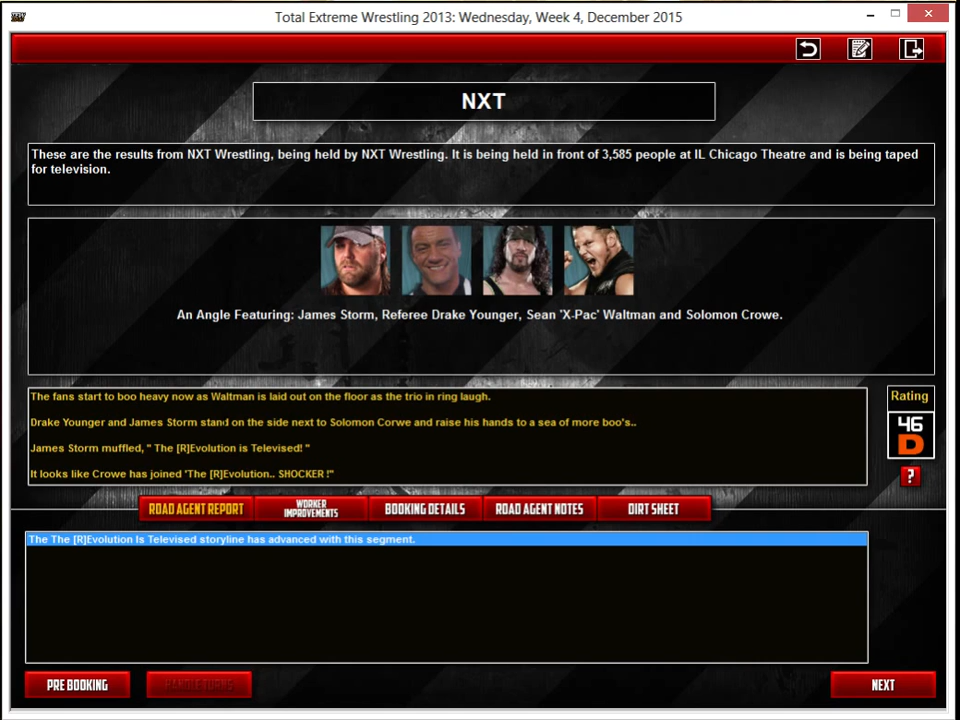 Total Extreme Wrestling 2013: Wednesday, Week 4, December 2015
NXT
These are the results from NXT Wrestling, being held by NXT Wrestling. It is being held in front of 3,585 people at IL Chicago Theatre and is being taped
for television.
An Angle Featuring: James Storm, Referee Drake Younger, Sean 'X-Pac' Waltman and Solomon Crowe.
The fans start to boo heavy now as Waltman is laid out on the floor as the trio in ring laugh.
Drake Younger and James Storm stand on the side next to Solomon Corwe and raise his hands to a sea of more boo's..
James Storm muffled, " The [R]Evolution is Televised! "
It looks like Crowe has joined 'The [R]Evolution.. SHOCKER !"
Rating
46
D
?
ROAD AGENT REPORT
WORKER
IMPROVEMENTS
BOOKING DETAILS
ROAD AGENT NOTES
DIRT SHEET
The The [R]Evolution Is Televised storyline has advanced with this segment.
PRE BOOKING
HANDLE TURNS
NEXT